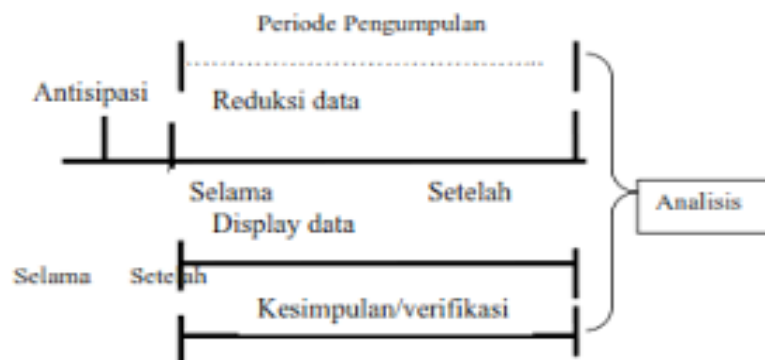 Periode Pengumpulan
Antisipasi
Reduksi data
Selama Setelah
Display data
Analisis
Selama Setelah
Kesimpulan/verifikasi